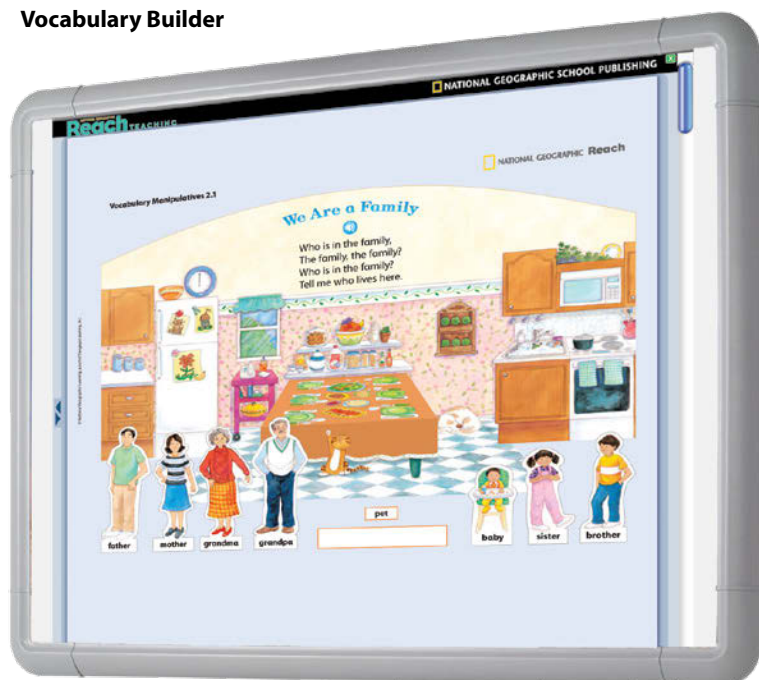 Vocabulary Builder
NATIONAL GEOGRAPHIC SCHOOL PUBLISHING
Reach TEACHING
NATIONAL GEOGRAPHIC Reach
Vocabulary Manipulatives 2.1
We Are a Family
Who is in the family,
The family, the family?
Who is in the family?
Tell me who lives here.
pet
father
mother
grandma
grandpa
baby
sister
brother